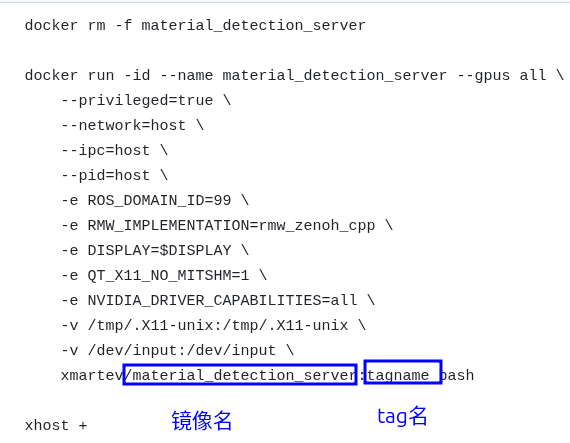 docker rm -f material_detection_server
docker run -id --name material_detection_server --gpus all \
--privileged=true \
--network=host \
--ipc=host \
--pid=host \
-e ROS_DOMAIN_ID=99 \
-e RMW_IMPLEMENTATION=rmw_zenoh_cpp \
-e DISPLAY=$DISPLAY \
-e QT_X11_NO_MITSHM=1 \
-e NVIDIA_DRIVER_CAPABILITIES=all \
-v /tmp/.X11-unix:/tmp/.X11-unix \
-v /dev/input:/dev/input \
xmartev/material_detection_server:tagname bash
镜像名 tag名
xhost +